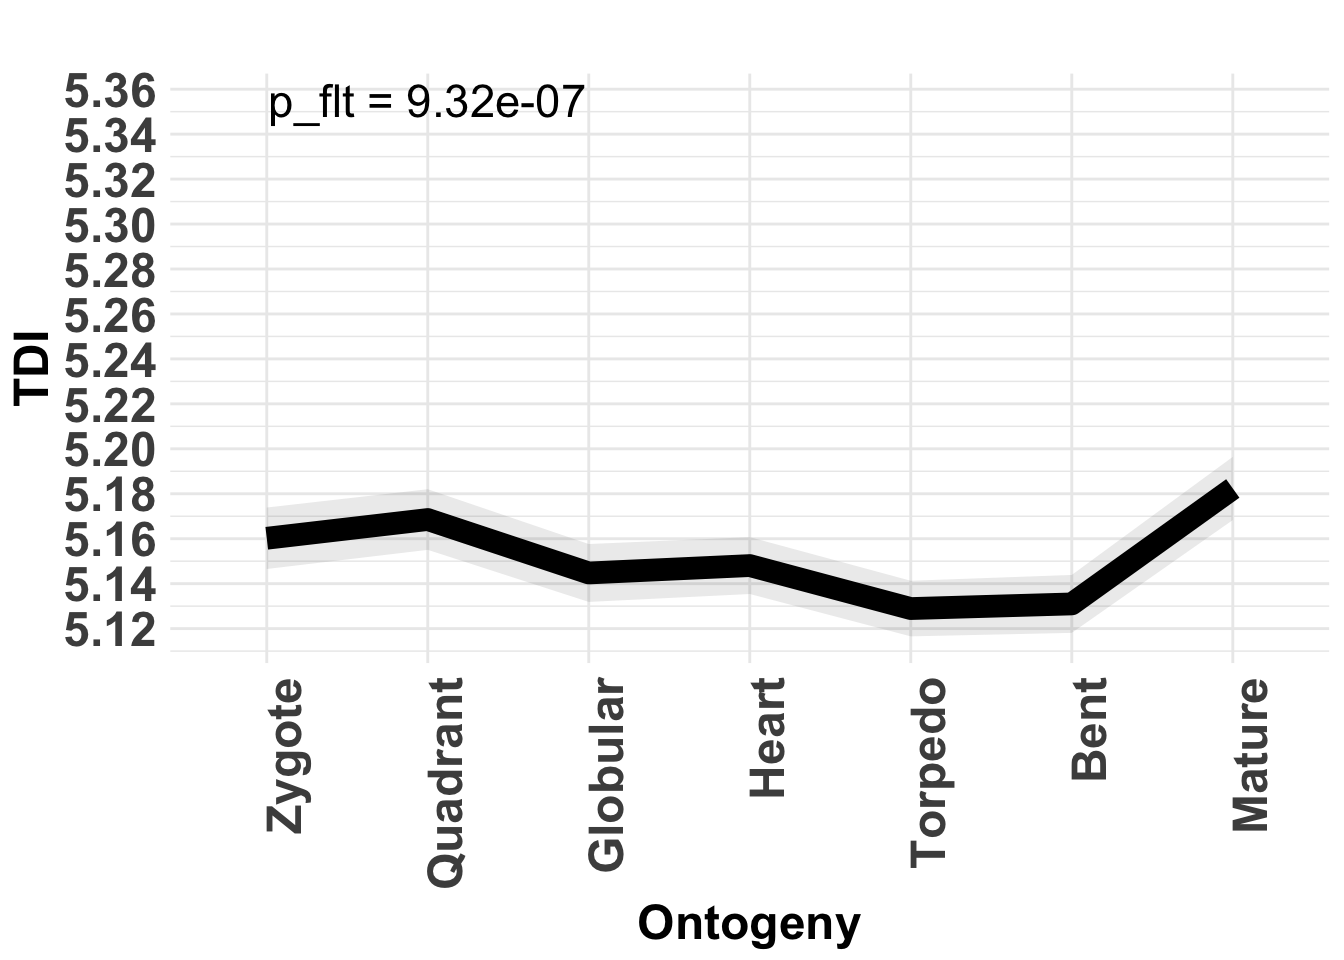 p_flt = 9.32e-07
5.36
5.34
5.32
5.30
5.28
5.26
5.24
5.22
5.20
5.18
5.16
5.14
5.12
TDI
Zygote
Quadrant
Globular
Heart
Torpedo
Bent
Mature
Ontogeny